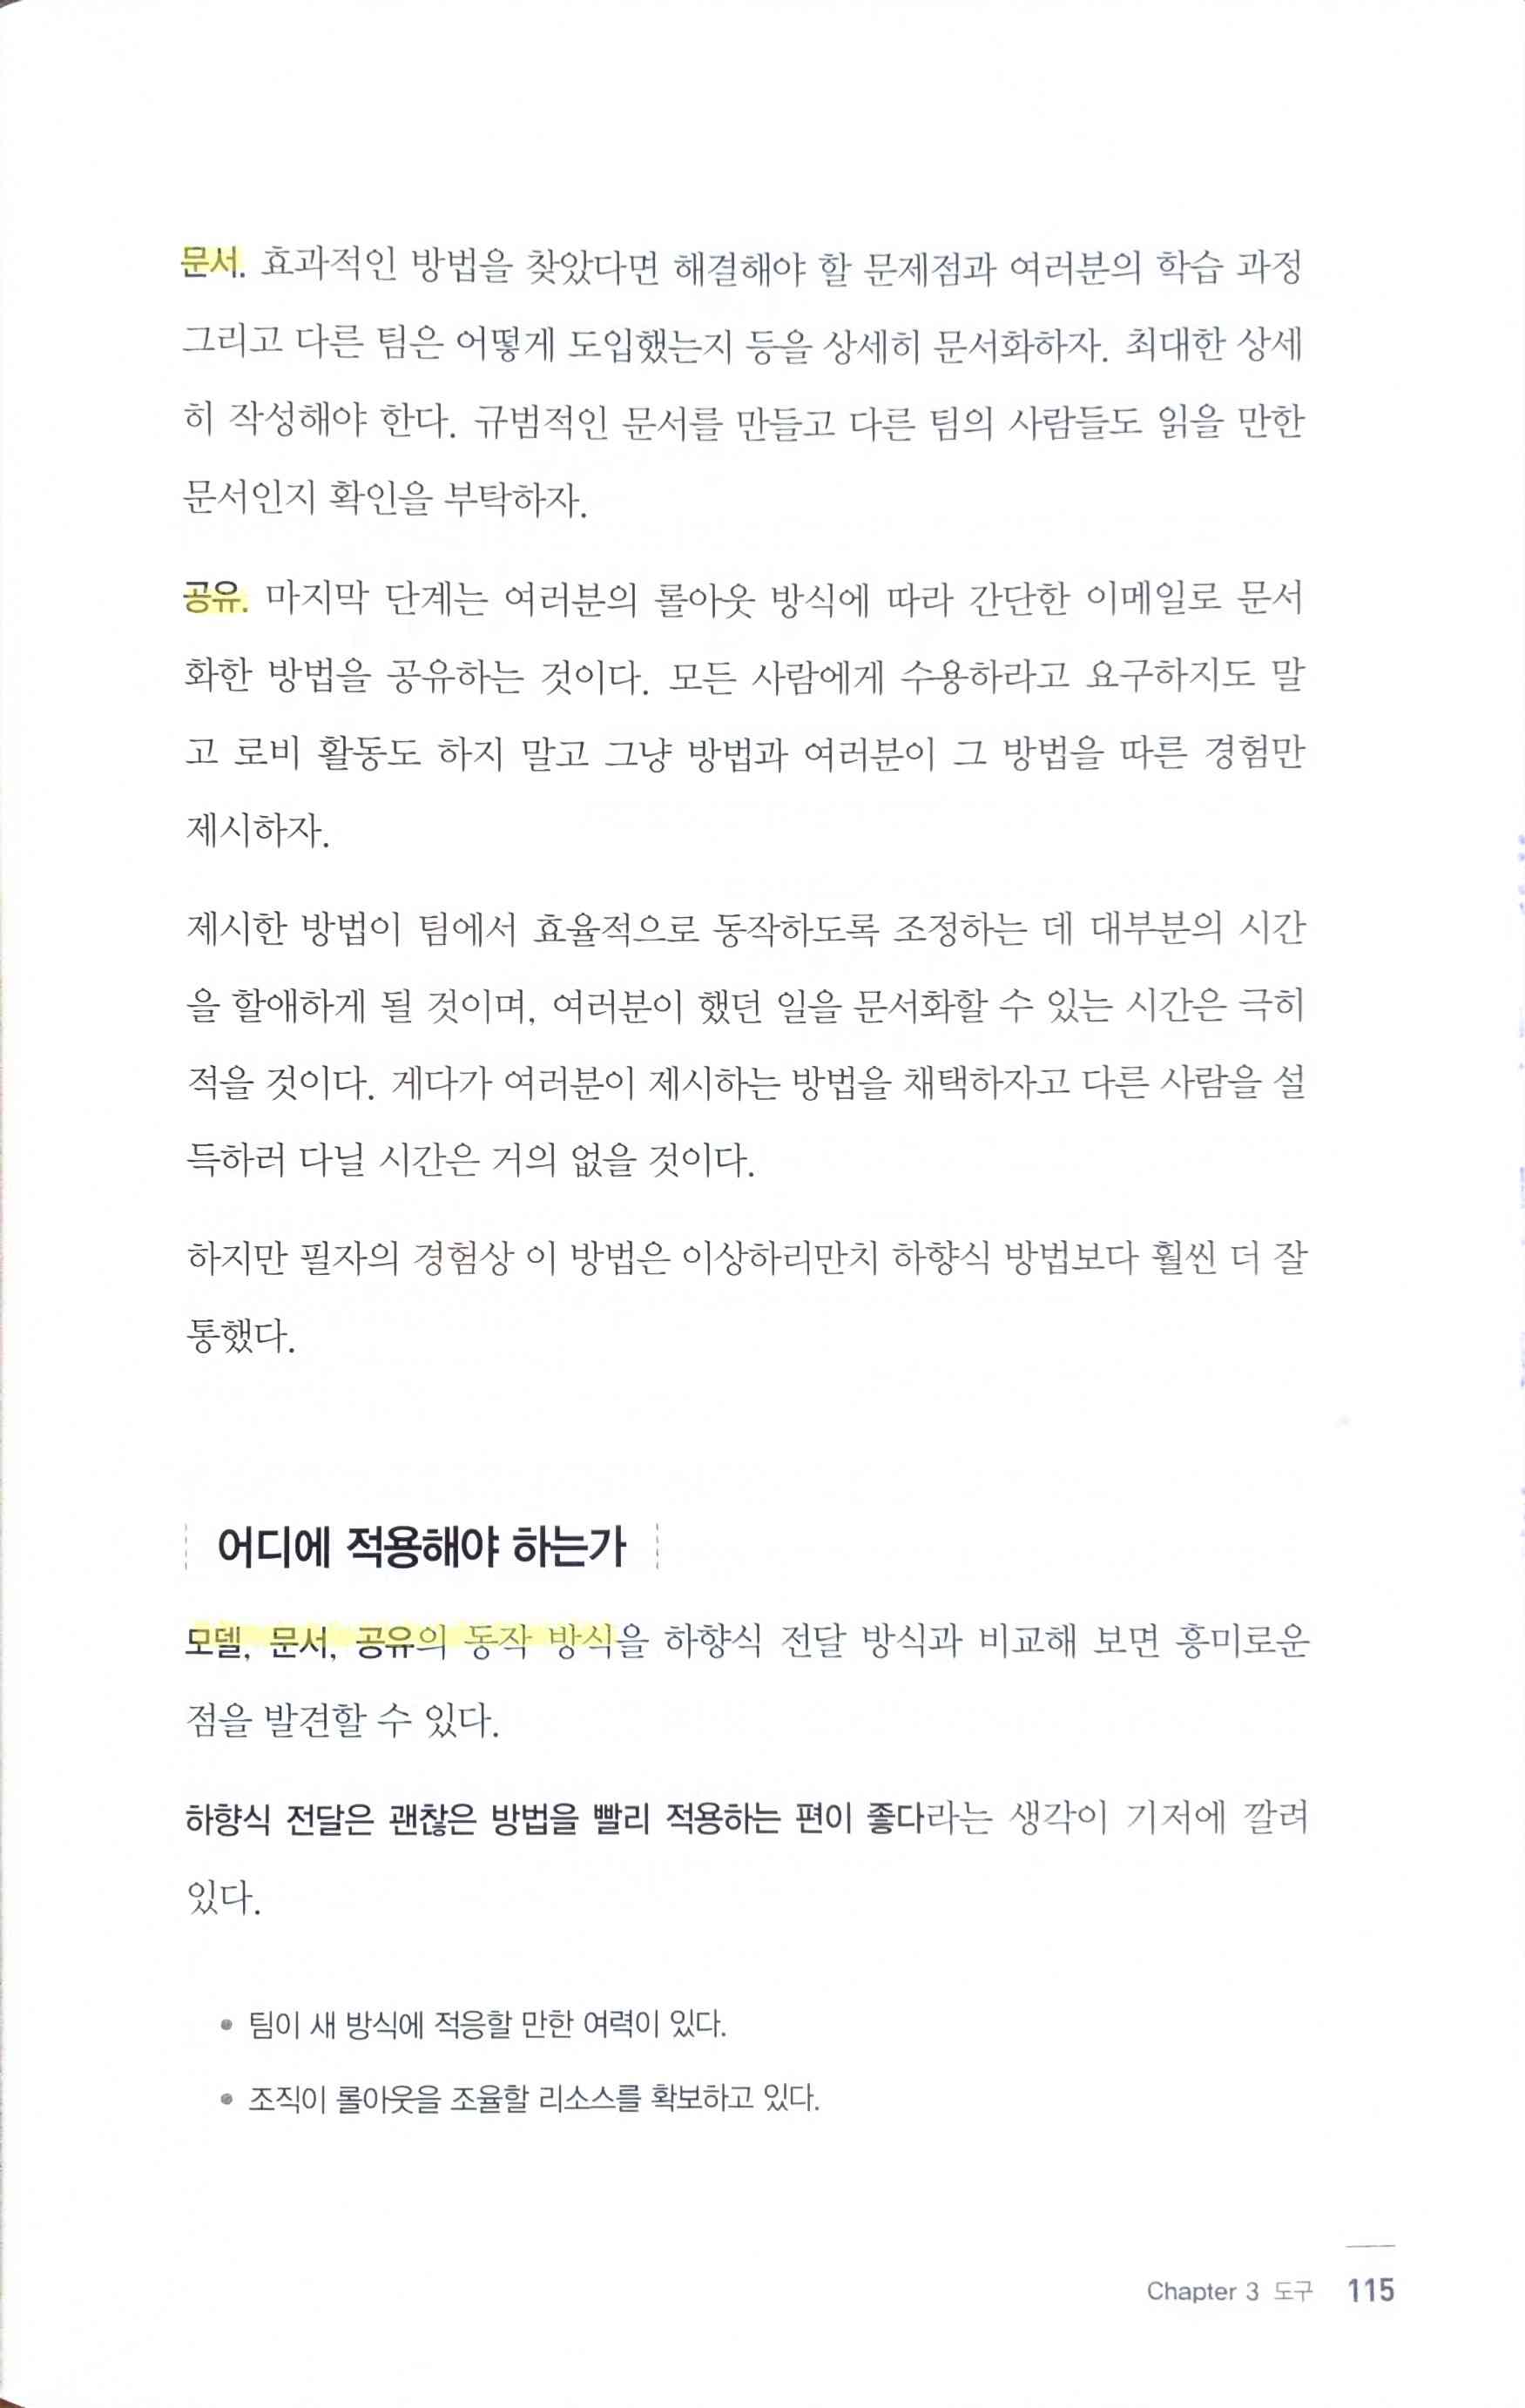 문서. 효과적인 방법을 찾았다면 해결해야 할 문제점과 여러분의 학습 과정
그리고 다른 팀은 어떻게 도입했는지 등을 상세히 문서화하자. 최대한 상세
히 작성해야 한다. 규범적인 문서를 만들고 다른 팀의 사람들도 읽을 만한
문서인지 확인을 부탁하자.
공유. 마지막 단계는 여러분의 롤아웃 방식에 따라 간단한 이메일로 문서
화한 방법을 공유하는 것이다. 모든 사람에게 수용하라고 요구하지도 말
고 로비 활동도 하지 말고 그냥 방법과 여러분이 그 방법을 따른 경험만
제시하자.
제시한 방법이 팀에서 효율적으로 동작하도록 조정하는 데 대부분의 시간
을 할애하게 될 것이며, 여러분이 했던 일을 문서화할 수 있는 시간은 극히
적을 것이다. 게다가 여러분이 제시하는 방법을 채택하자고 다른 사람을 설
득하러 다닐 시간은 거의 없을 것이다.
하지만 필자의 경험상 이 방법은 이상하리만치 하향식 방법보다 훨씬 더 잘
통했다.
어디에 적용해야 하는가
모델, 문서, 공유의 동작 방식을 하향식 전달 방식과 비교해 보면 흥미로운
점을 발견할 수 있다.
하향식 전달은 괜찮은 방법을 빨리 적용하는 편이 좋다라는 생각이 기저에 깔려
있다.
• 팀이 새 방식에 적응할 만한 여력이 있다.
• 조직이 롤아웃을 조율할 리소스를 확보하고 있다.
Chapter 3 도구 115